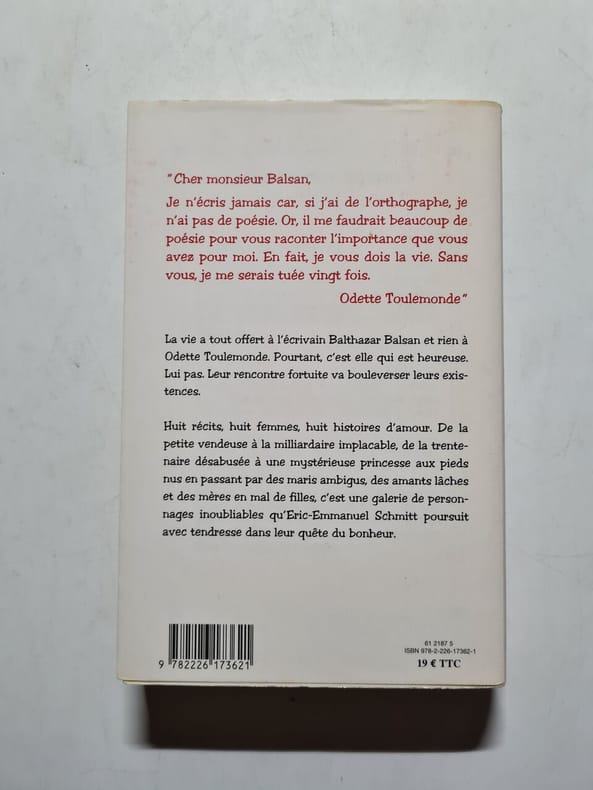 "Cher monsieur Balsan,
Je n'écris jamais car, si j'ai de l'orthographe, je
n'ai pas de poésie. Or, il me faudrait beaucoup de
poésie pour vous raconter l'importance que vous
avez pour moi. En fait, je vous dois la vie. Sans
vous, je me serais tuée vingt fois.
Odette Toulemonde"
La vie a tout offert à l'écrivain Balthazar Balsan et rien à
Odette Toulemonde. Pourtant, c'est elle qui est heureuse.
Lui pas. Leur rencontre fortuite va bouleverser leurs exis-
tences.
Huit récits, huit femmes, huit histoires d'amour. De la
petite vendeuse à la milliardaire implacable, de la trente-
naire désabusée à une mystérieuse princesse aux pieds
nus en passant par des maris ambigus, des amants lâches
et des mères en mal de filles, c'est une galerie de person-
nages inoubliables qu'Eric-Emmanuel Schmitt poursuit
avec tendresse dans leur quête du bonheur.
61 2187 5
ISBN 978-2-226-17362-1
19 € TTC
9 782226 173621